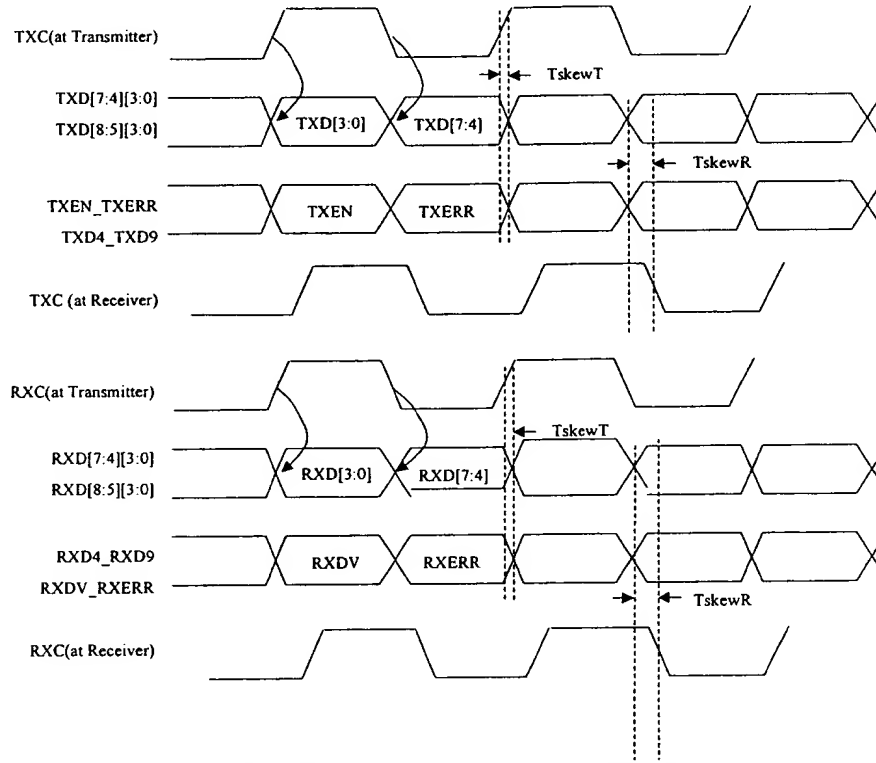 TXC(at Transmitter)
TskewT
TXD[7:4][3:0]
TXD[8:5][3:0]
TXD[3:0]
TXD[7:4]
TskewR
TXEN_TXERR
TXD4_TXD9
TXEN
TXERR
TXC (at Receiver)
RXC(at Transmitter)
TskewT
RXD[7:4][3:0]
RXD[8:5][3:0]
RXD[3:0]
RXD[7:4]
RXD4_RXD9
RXDV_RXERR
RXDV
RXERR
TskewR
RXC(at Receiver)